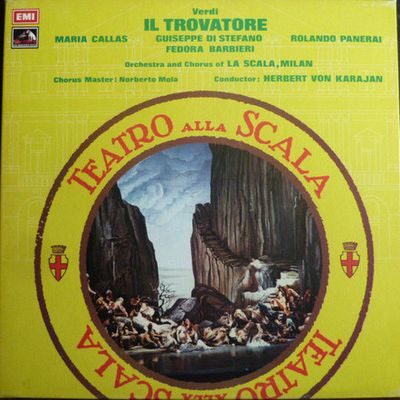 EMI
Verdi
IL TROVATORE
MARIA CALLAS GIUSEPPE DI STEFANO ROLANDO PANERAI
FEDORA BARBIERI
Orchestra and Chorus of LA SCALA, MILAN
Chorus Master: Norberto Mola Conductor: HERBERT VON KARAJAN
TEATRO ALLA SCALA
TEATRO ALLA SCALA